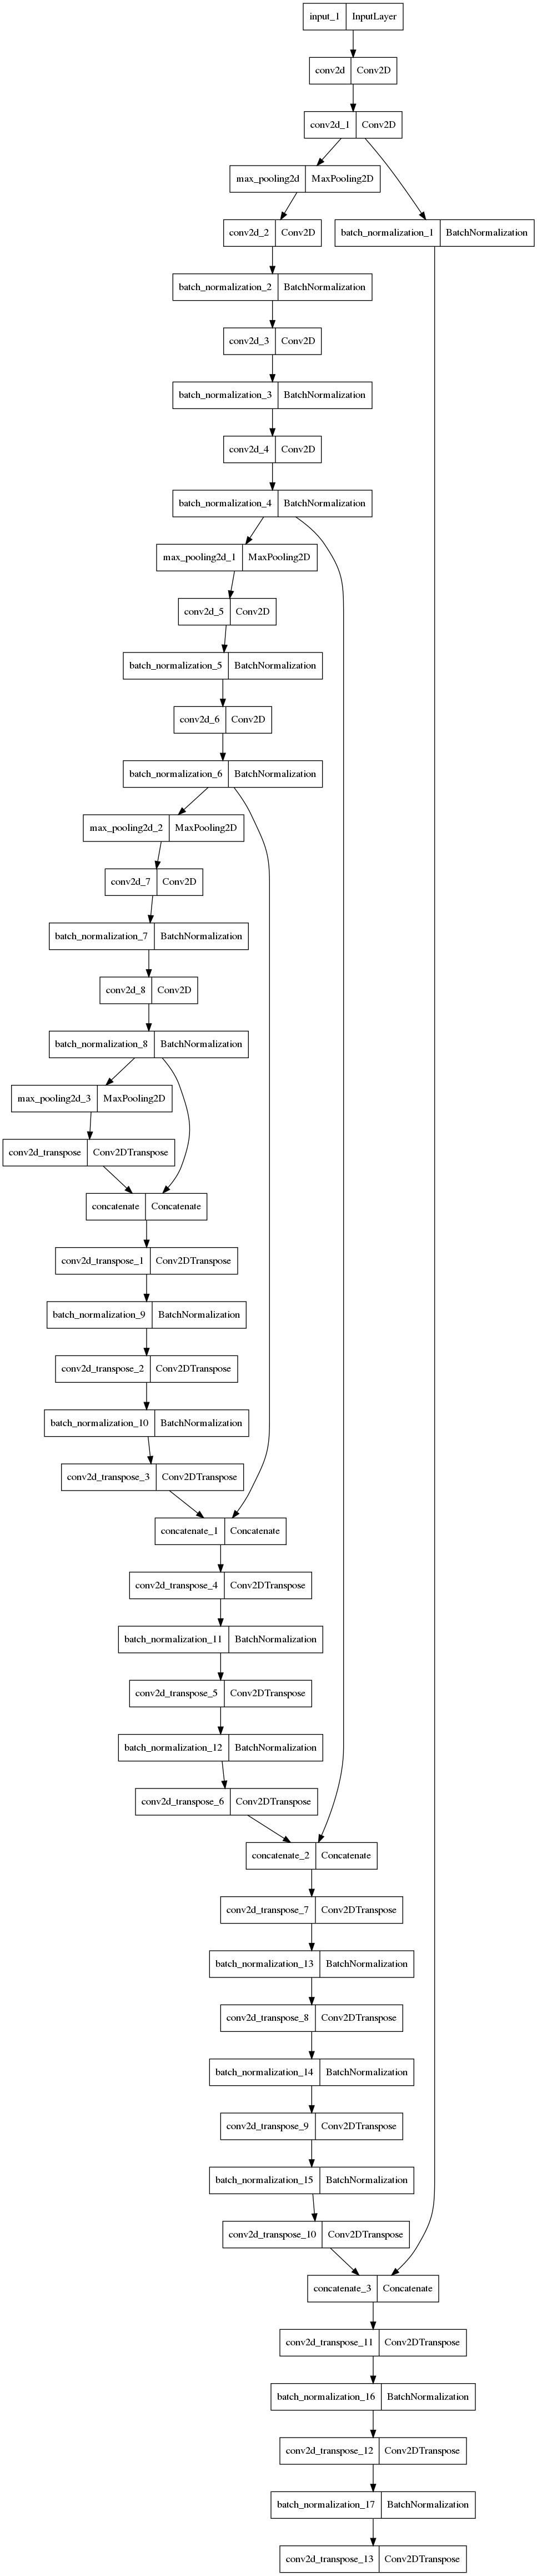 input_1 InputLayer
conv2d Conv2D
conv2d_1 Conv2D
max_pooling2d MaxPooling2D
conv2d_2 Conv2D batch_normalization_1 BatchNormalization
batch_normalization_2 BatchNormalization
conv2d_3 Conv2D
batch_normalization_3 BatchNormalization
conv2d_4 Conv2D
batch_normalization_4 BatchNormalization
max_pooling2d_1 MaxPooling2D
conv2d_5 Conv2D
batch_normalization_5 BatchNormalization
conv2d_6 Conv2D
batch_normalization_6 BatchNormalization
max_pooling2d_2 MaxPooling2D
conv2d_7 Conv2D
batch_normalization_7 BatchNormalization
conv2d_8 Conv2D
batch_normalization_8 BatchNormalization
max_pooling2d_3 MaxPooling2D
conv2d_transpose Conv2DTranspose
concatenate Concatenate
conv2d_transpose_1 Conv2DTranspose
batch_normalization_9 BatchNormalization
conv2d_transpose_2 Conv2DTranspose
batch_normalization_10 BatchNormalization
conv2d_transpose_3 Conv2DTranspose
concatenate_1 Concatenate
conv2d_transpose_4 Conv2DTranspose
batch_normalization_11 BatchNormalization
conv2d_transpose_5 Conv2DTranspose
batch_normalization_12 BatchNormalization
conv2d_transpose_6 Conv2DTranspose
concatenate_2 Concatenate
conv2d_transpose_7 Conv2DTranspose
batch_normalization_13 BatchNormalization
conv2d_transpose_8 Conv2DTranspose
batch_normalization_14 BatchNormalization
conv2d_transpose_9 Conv2DTranspose
batch_normalization_15 BatchNormalization
conv2d_transpose_10 Conv2DTranspose
concatenate_3 Concatenate
conv2d_transpose_11 Conv2DTranspose
batch_normalization_16 BatchNormalization
conv2d_transpose_12 Conv2DTranspose
batch_normalization_17 BatchNormalization
conv2d_transpose_13 Conv2DTranspose